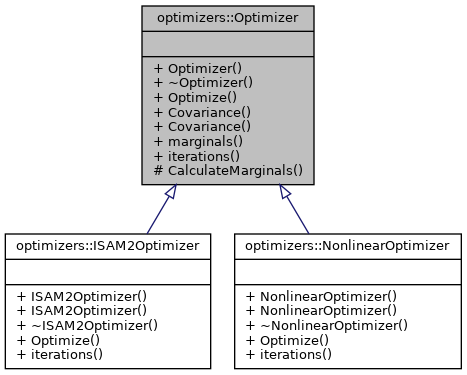 optimizers::Optimizer
+ Optimizer()
+ ~Optimizer()
+ Optimize()
+ Covariance()
+ Covariance()
+ marginals()
+ iterations()
# CalculateMarginals()
optimizers::ISAM2Optimizer
+ ISAM2Optimizer()
+ ISAM2Optimizer()
+ ~ISAM2Optimizer()
+ Optimize()
+ iterations()
optimizers::NonlinearOptimizer
+ NonlinearOptimizer()
+ NonlinearOptimizer()
+ ~NonlinearOptimizer()
+ Optimize()
+ iterations()